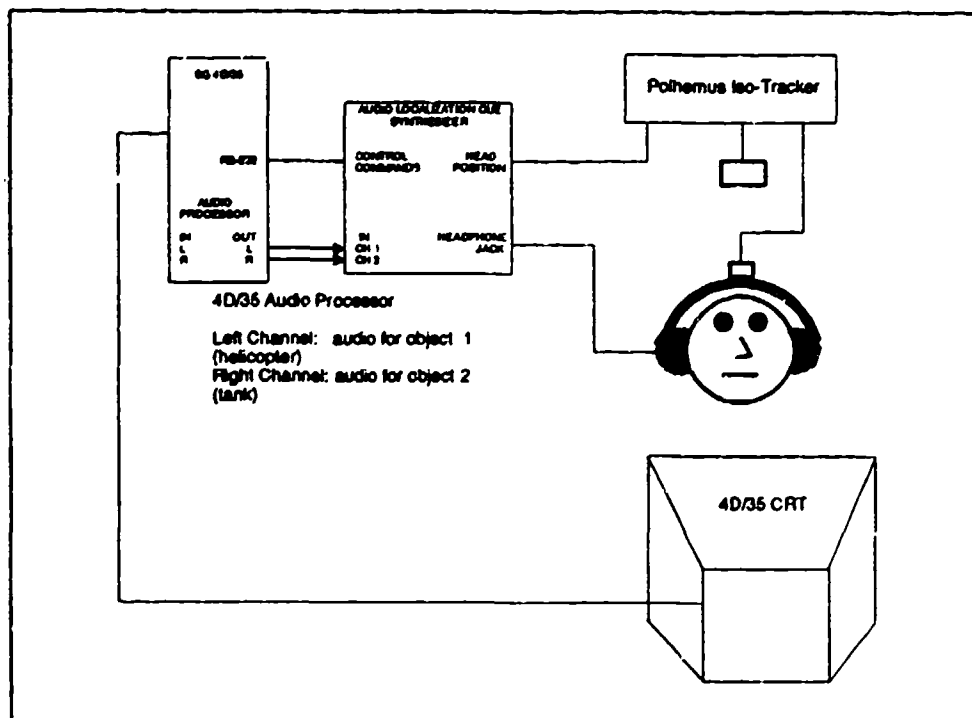 4D/35
Polhemus Iso-Tracker
AUDIO LOCALIZATION CUE
SYNTHESIZER
RS-232
CONTROL
COMMANDS
HEAD
POSITION
AUDIO
PROCESSOR
IN OUT
L L
R R
IN
CH 1
CH 2
HEADPHONE
JACK
4D/35 Audio Processor
Left Channel: audio for object 1
(helicopter)
Right Channel: audio for object 2
(tank)
4D/35 CRT